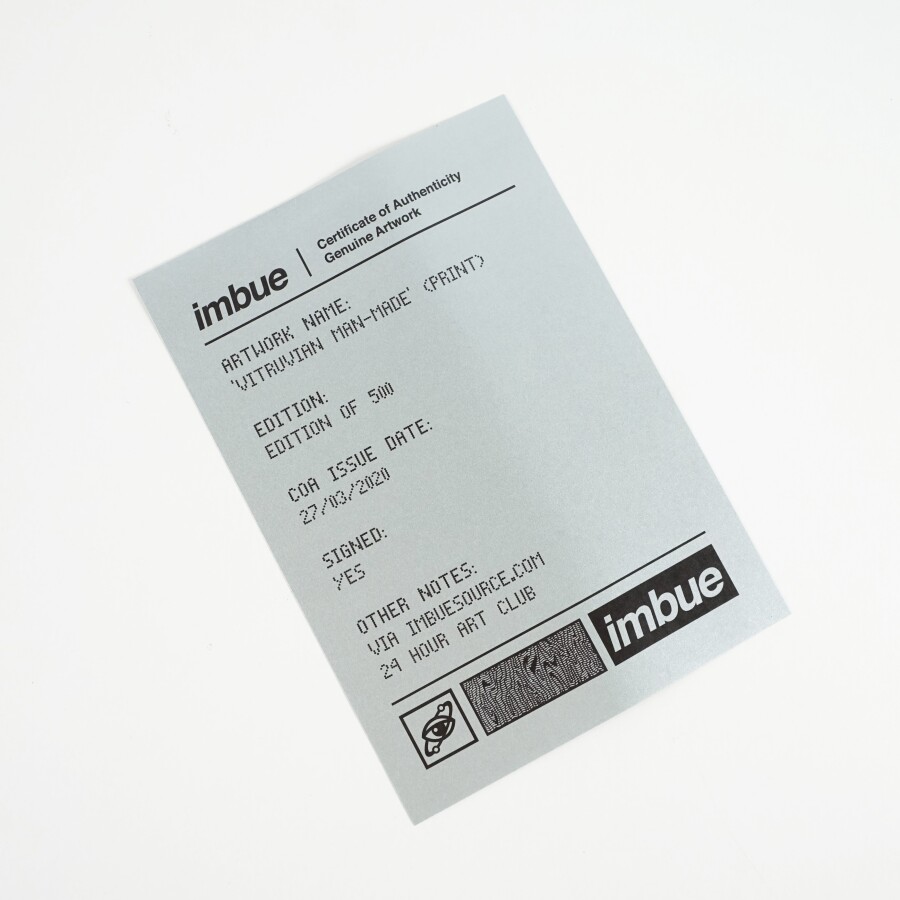 imbue
Certificate of Authenticity
Genuine Artwork
ARTWORK NAME:
'VITRUVIAN MAN-MADE' (PRINT)
EDITION:
EDITION OF 500
COA ISSUE DATE:
27/03/2020
SIGNED:
YES
OTHER NOTES:
VIA IMBUESOURCE.COM
24 HOUR ART CLUB
imbue